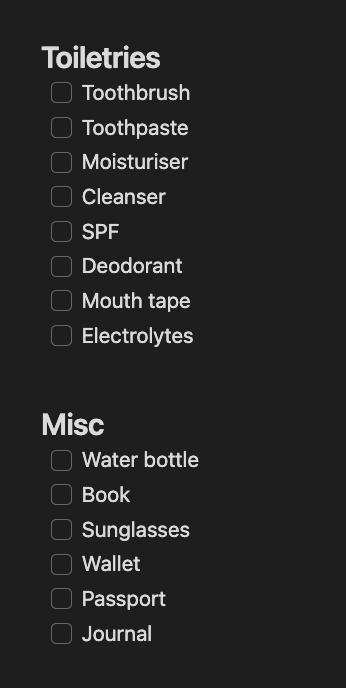 Toiletries
Toothbrush
Toothpaste
Moisturiser
Cleanser
SPF
Deodorant
Mouth tape
Electrolytes
Misc
Water bottle
Book
Sunglasses
Wallet
Passport
Journal